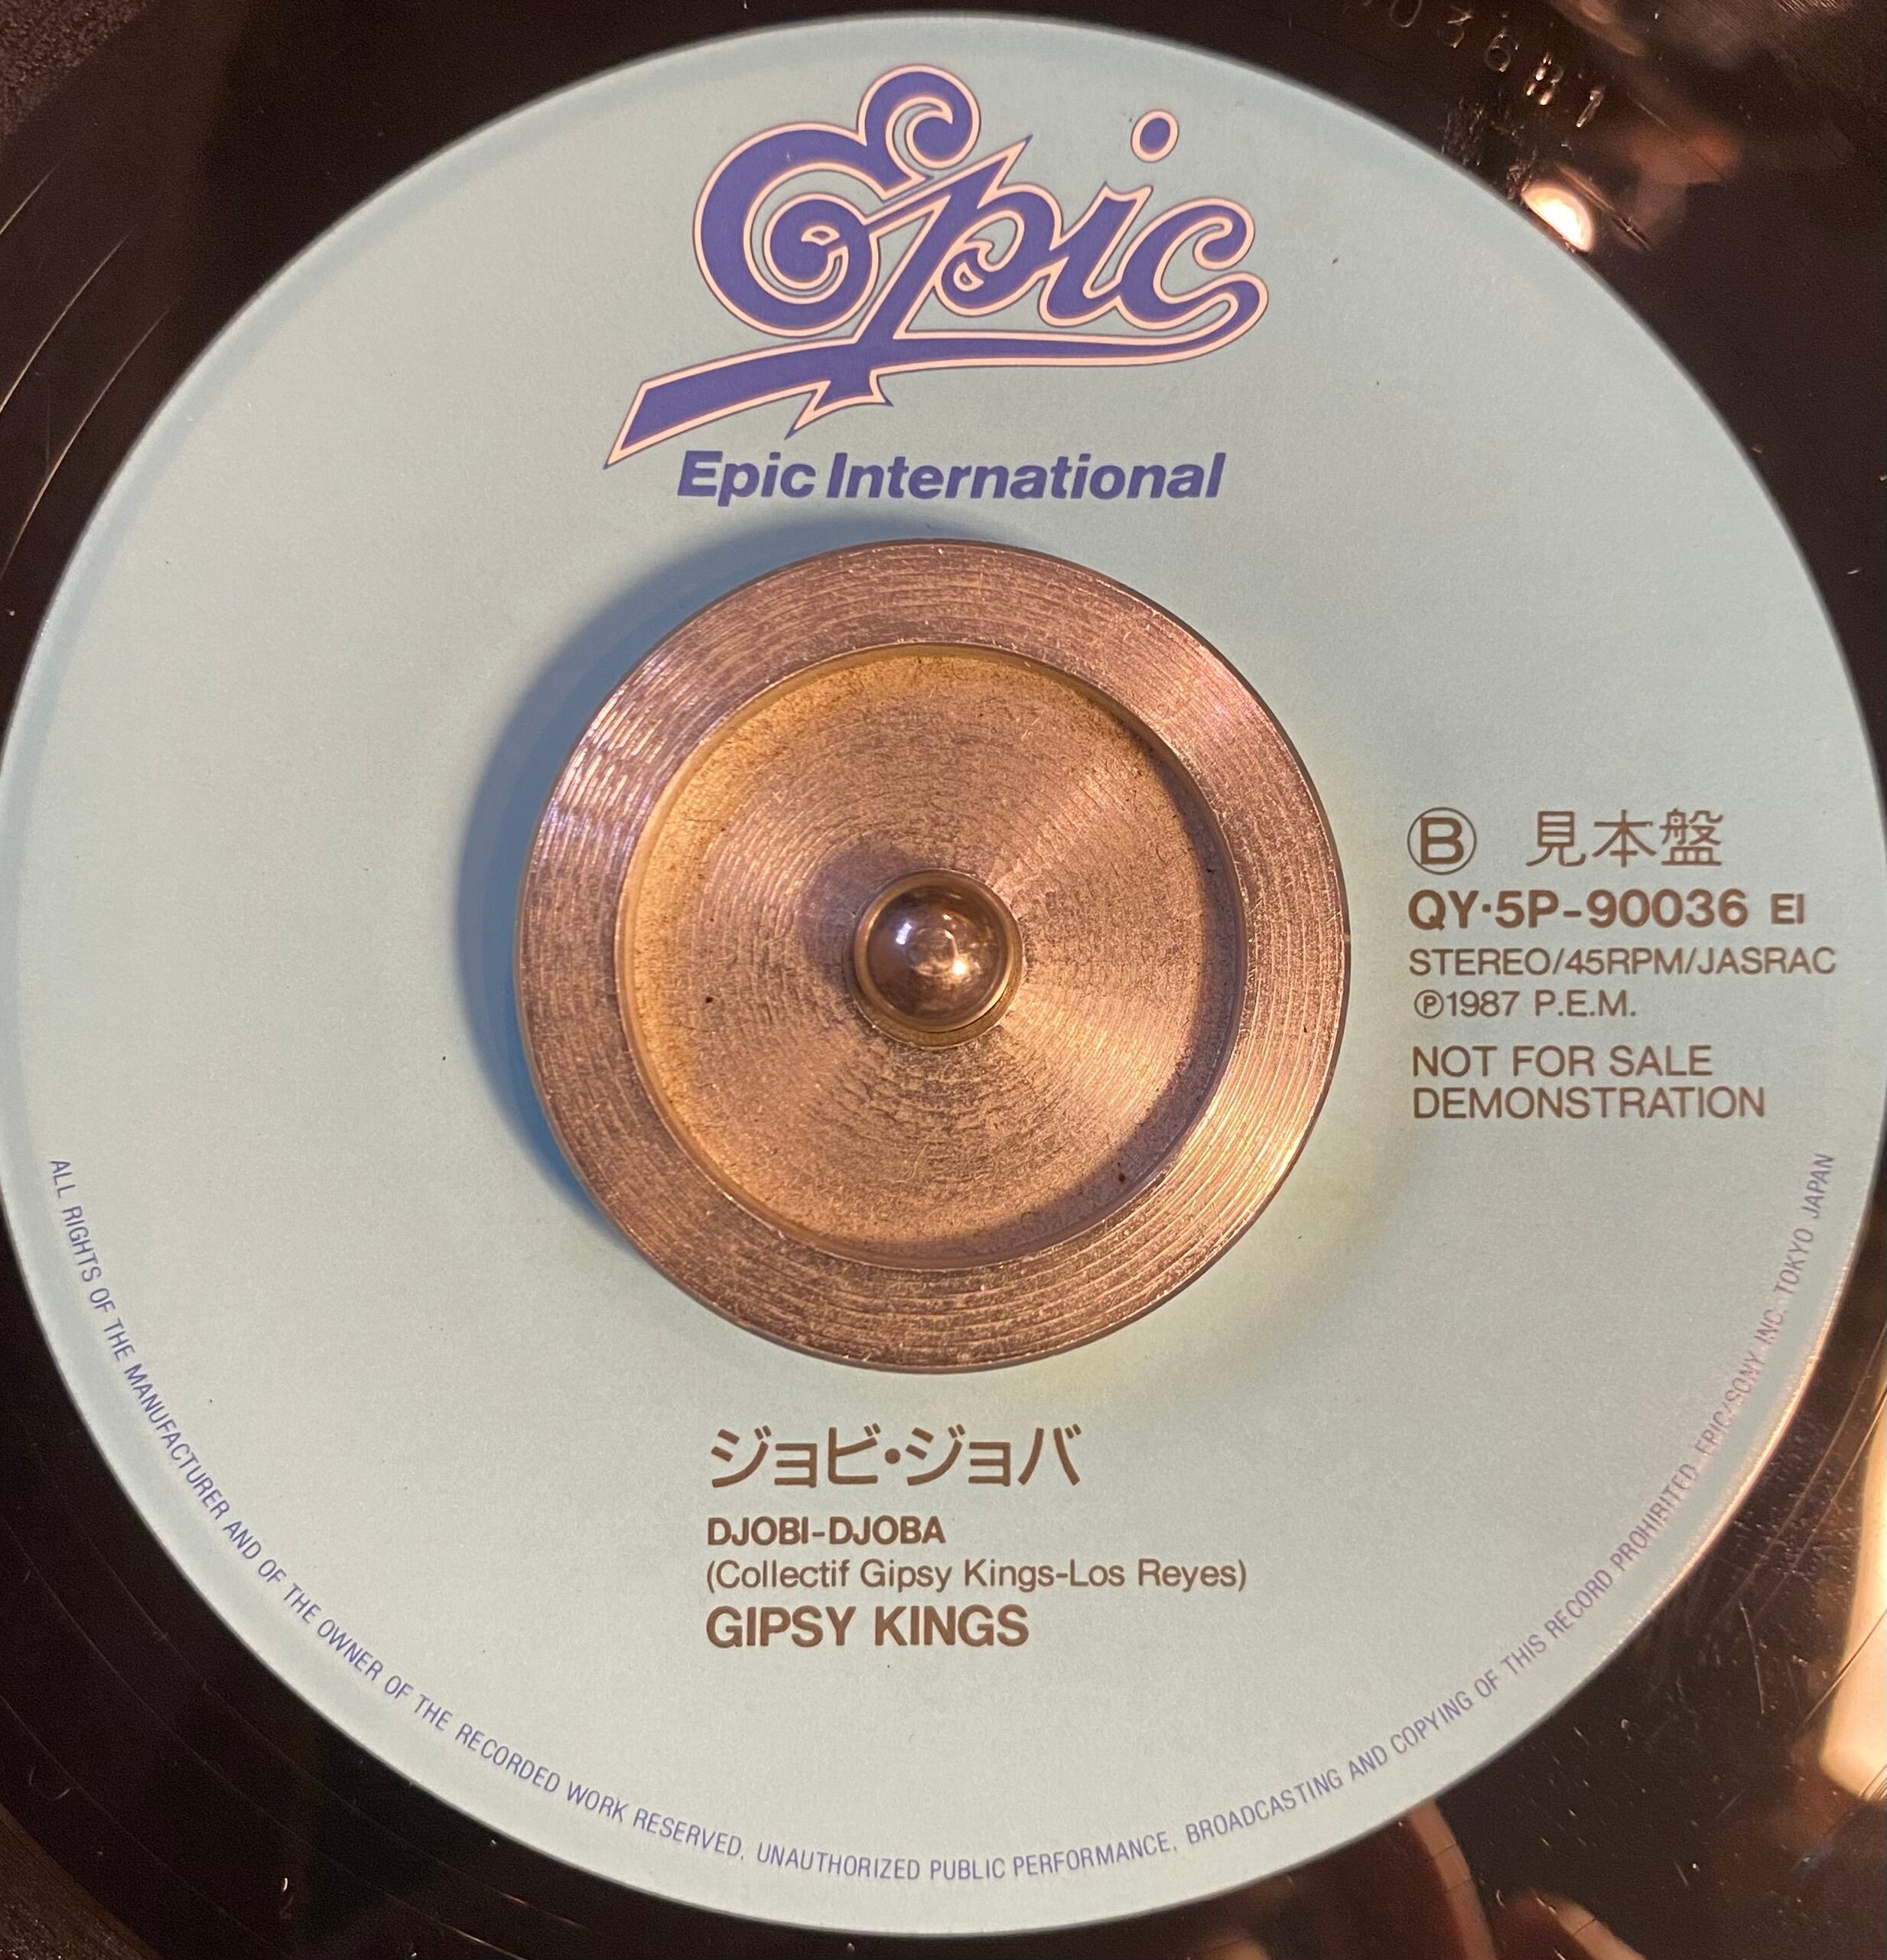 Epic
Epic International
Ⓑ 見本盤
QY·5P-90036 EI
STEREO/45RPM/JASRAC
℗1987 P.E.M.
NOT FOR SALE
DEMONSTRATION
ジョビ・ジョバ
DJOBI-DJOBA
(Collectif Gipsy Kings-Los Reyes)
GIPSY KINGS
ALL RIGHTS OF THE MANUFACTURER AND OF THE OWNER OF THE RECORDED WORK RESERVED. UNAUTHORIZED PUBLIC PERFORMANCE, BROADCASTING AND COPYING OF THIS RECORD PROHIBITED. EPIC/SONY INC. TOKYO JAPAN